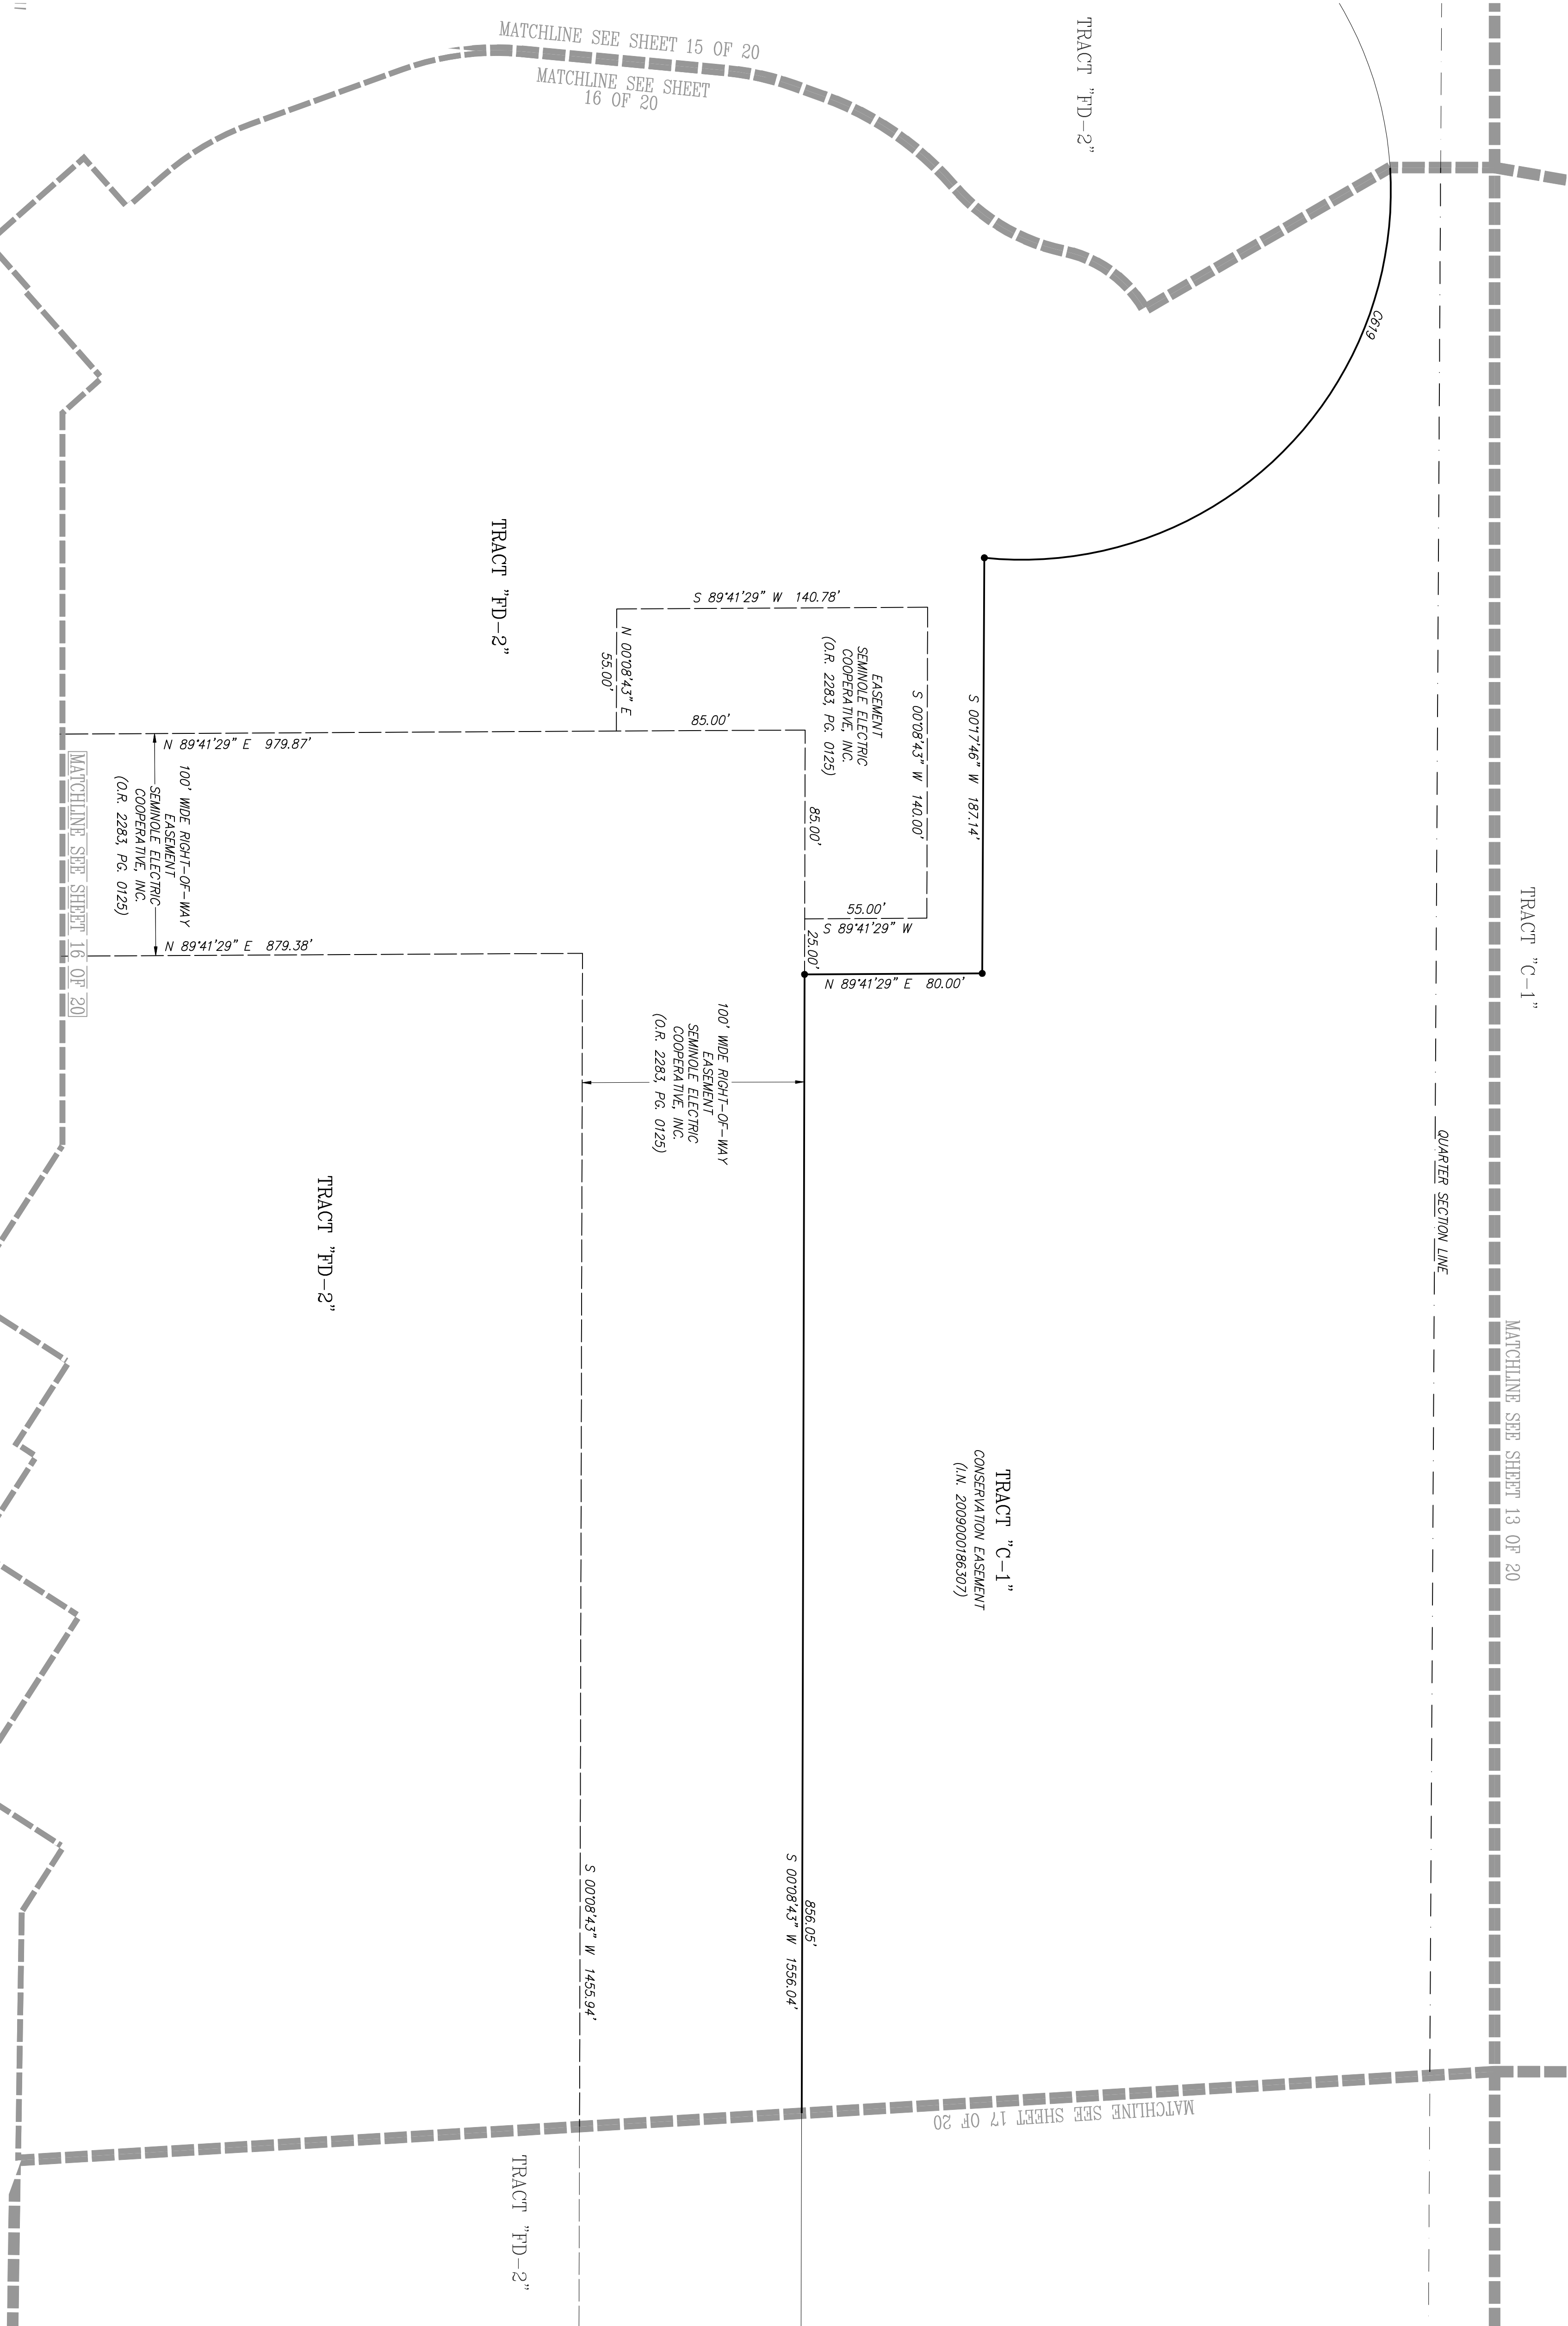 MATCHLINE SEE SHEET 15 OF 20
MATCHLINE SEE SHEET
16 OF 20
TRACT "FD-2"
C619
TRACT "FD-2"
S 89°41'29" W 140.78'
N 00°08'43" E
55.00'
EASEMENT
SEMINOLE ELECTRIC
COOPERATIVE, INC.
(O.R. 2283, PG. 0125)
S 00°08'43" W 140.00'
S 00°17'46" W 187.14'
85.00'
85.00'
55.00'
S 89°41'29" W
25.00'
N 89°41'29" E 80.00'
N 89°41'29" E 979.87'
100' WIDE RIGHT-OF-WAY
EASEMENT
SEMINOLE ELECTRIC
COOPERATIVE, INC.
(O.R. 2283, PG. 0125)
MATCHLINE SEE SHEET 16 OF 20
N 89°41'29" E 879.38'
TRACT "C-1"
100' WIDE RIGHT-OF-WAY
EASEMENT
SEMINOLE ELECTRIC
COOPERATIVE, INC.
(O.R. 2283, PG. 0125)
QUARTER SECTION LINE
TRACT "FD-2"
MATCHLINE SEE SHEET 13 OF 20
TRACT "C-1"
CONSERVATION EASEMENT
(I.N. 2009000186307)
856.05'
S 00°08'43" W 1556.04'
S 00°08'43" W 1455.94'
MATCHLINE SEE SHEET 17 OF 20
TRACT "FD-2"